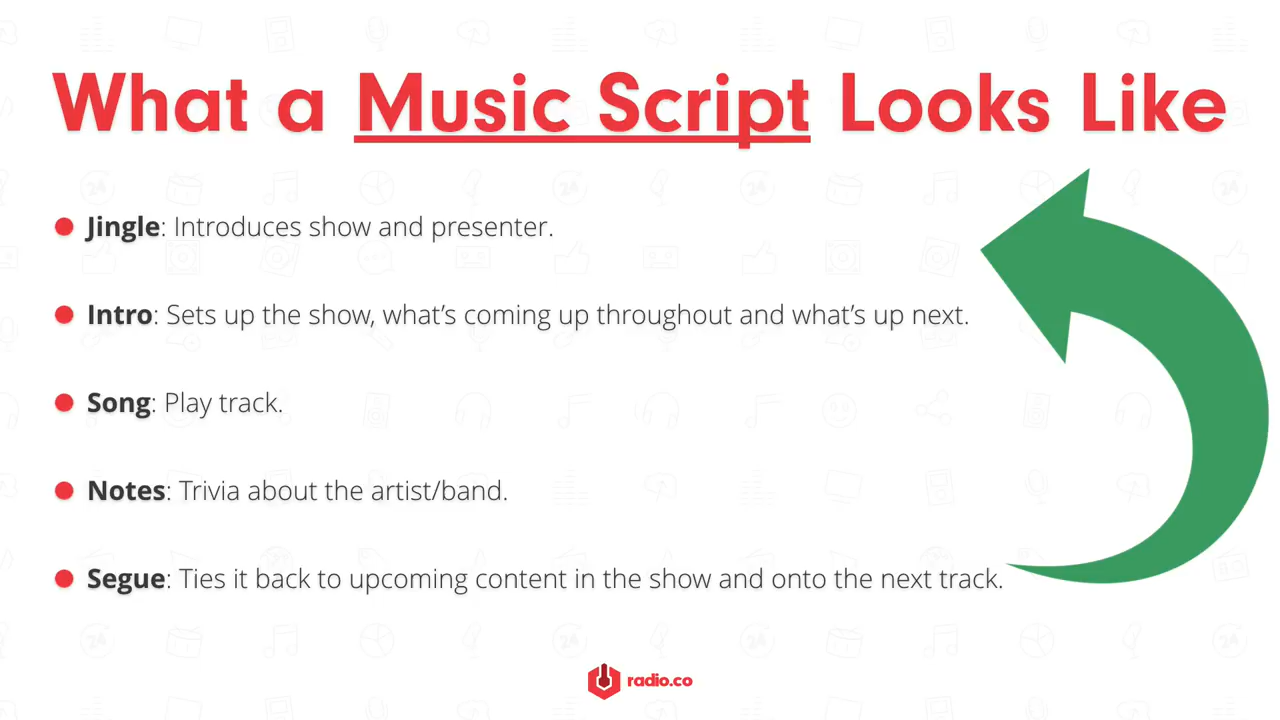 What a Music Script Looks Like
Jingle: Introduces show and presenter.
Intro: Sets up the show, what’s coming up throughout and what’s up next.
Song: Play track.
Notes: Trivia about the artist/band.
Segue: Ties it back to upcoming content in the show and onto the next track.
radio.co